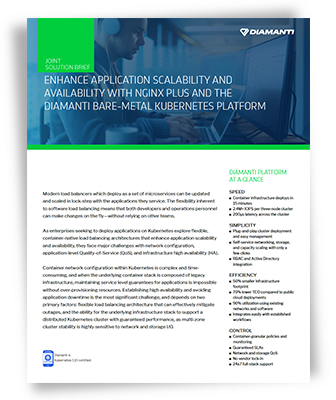 DIAMANTI
JOINT
SOLUTION BRIEF
ENHANCE APPLICATION SCALABILITY AND
AVAILABILITY WITH NGINX PLUS AND THE
DIAMANTI BARE-METAL KUBERNETES PLATFORM
Modern load balancers which deploy as a set of microservices can be updated
and scaled in lock-step with the applications they service. The flexibility inherent
to software load balancing means that both developers and operations personnel
can make changes on the fly—without relying on other teams.
As enterprises seeking to deploy applications on Kubernetes explore flexible,
container-native load balancing architectures that enhance application scalability
and availability, they face major challenges with network configuration,
application-level Quality-of-Service (QoS), and infrastructure high availability (HA).
Container network configuration within Kubernetes is complex and time-
consuming, and when the underlying container stack is composed of legacy
infrastructure, maintaining service level guarantees for applications is impossible
without over-provisioning resources. Establishing high availability and avoiding
application downtime is the most significant challenge, and depends on two
primary factors: flexible load balancing architecture that can effectively mitigate
outages, and the ability for the underlying infrastructure stack to support a
distributed Kubernetes cluster with guaranteed performance, as multi-zone
cluster stability is highly sensitive to network and storage I/O.
Diamanti is
Kubernetes 1.10 certified
DIAMANTI PLATFORM
AT A GLANCE
SPEED
• Container infrastructure deploys in
15 minutes
• 2.4M+ IOPS per three-node cluster
• 200µs latency across the cluster
SIMPLICITY
• Plug-and-play cluster deployment
and easy management
• Self-service networking, storage,
and capacity scaling with only a
few clicks
• RBAC and Active Directory
integration
EFFICIENCY
• 50% smaller infrastructure
footprint
• 70% lower TCO compared to public
cloud deployments
• 90% utilization using existing
networks and software
• Integrates easily with established
workflows
CONTROL
• Container-granular policies and
monitoring
• Guaranteed SLAs
• Network and storage QoS
• No vendor lock-in
• 24x7 full-stack support